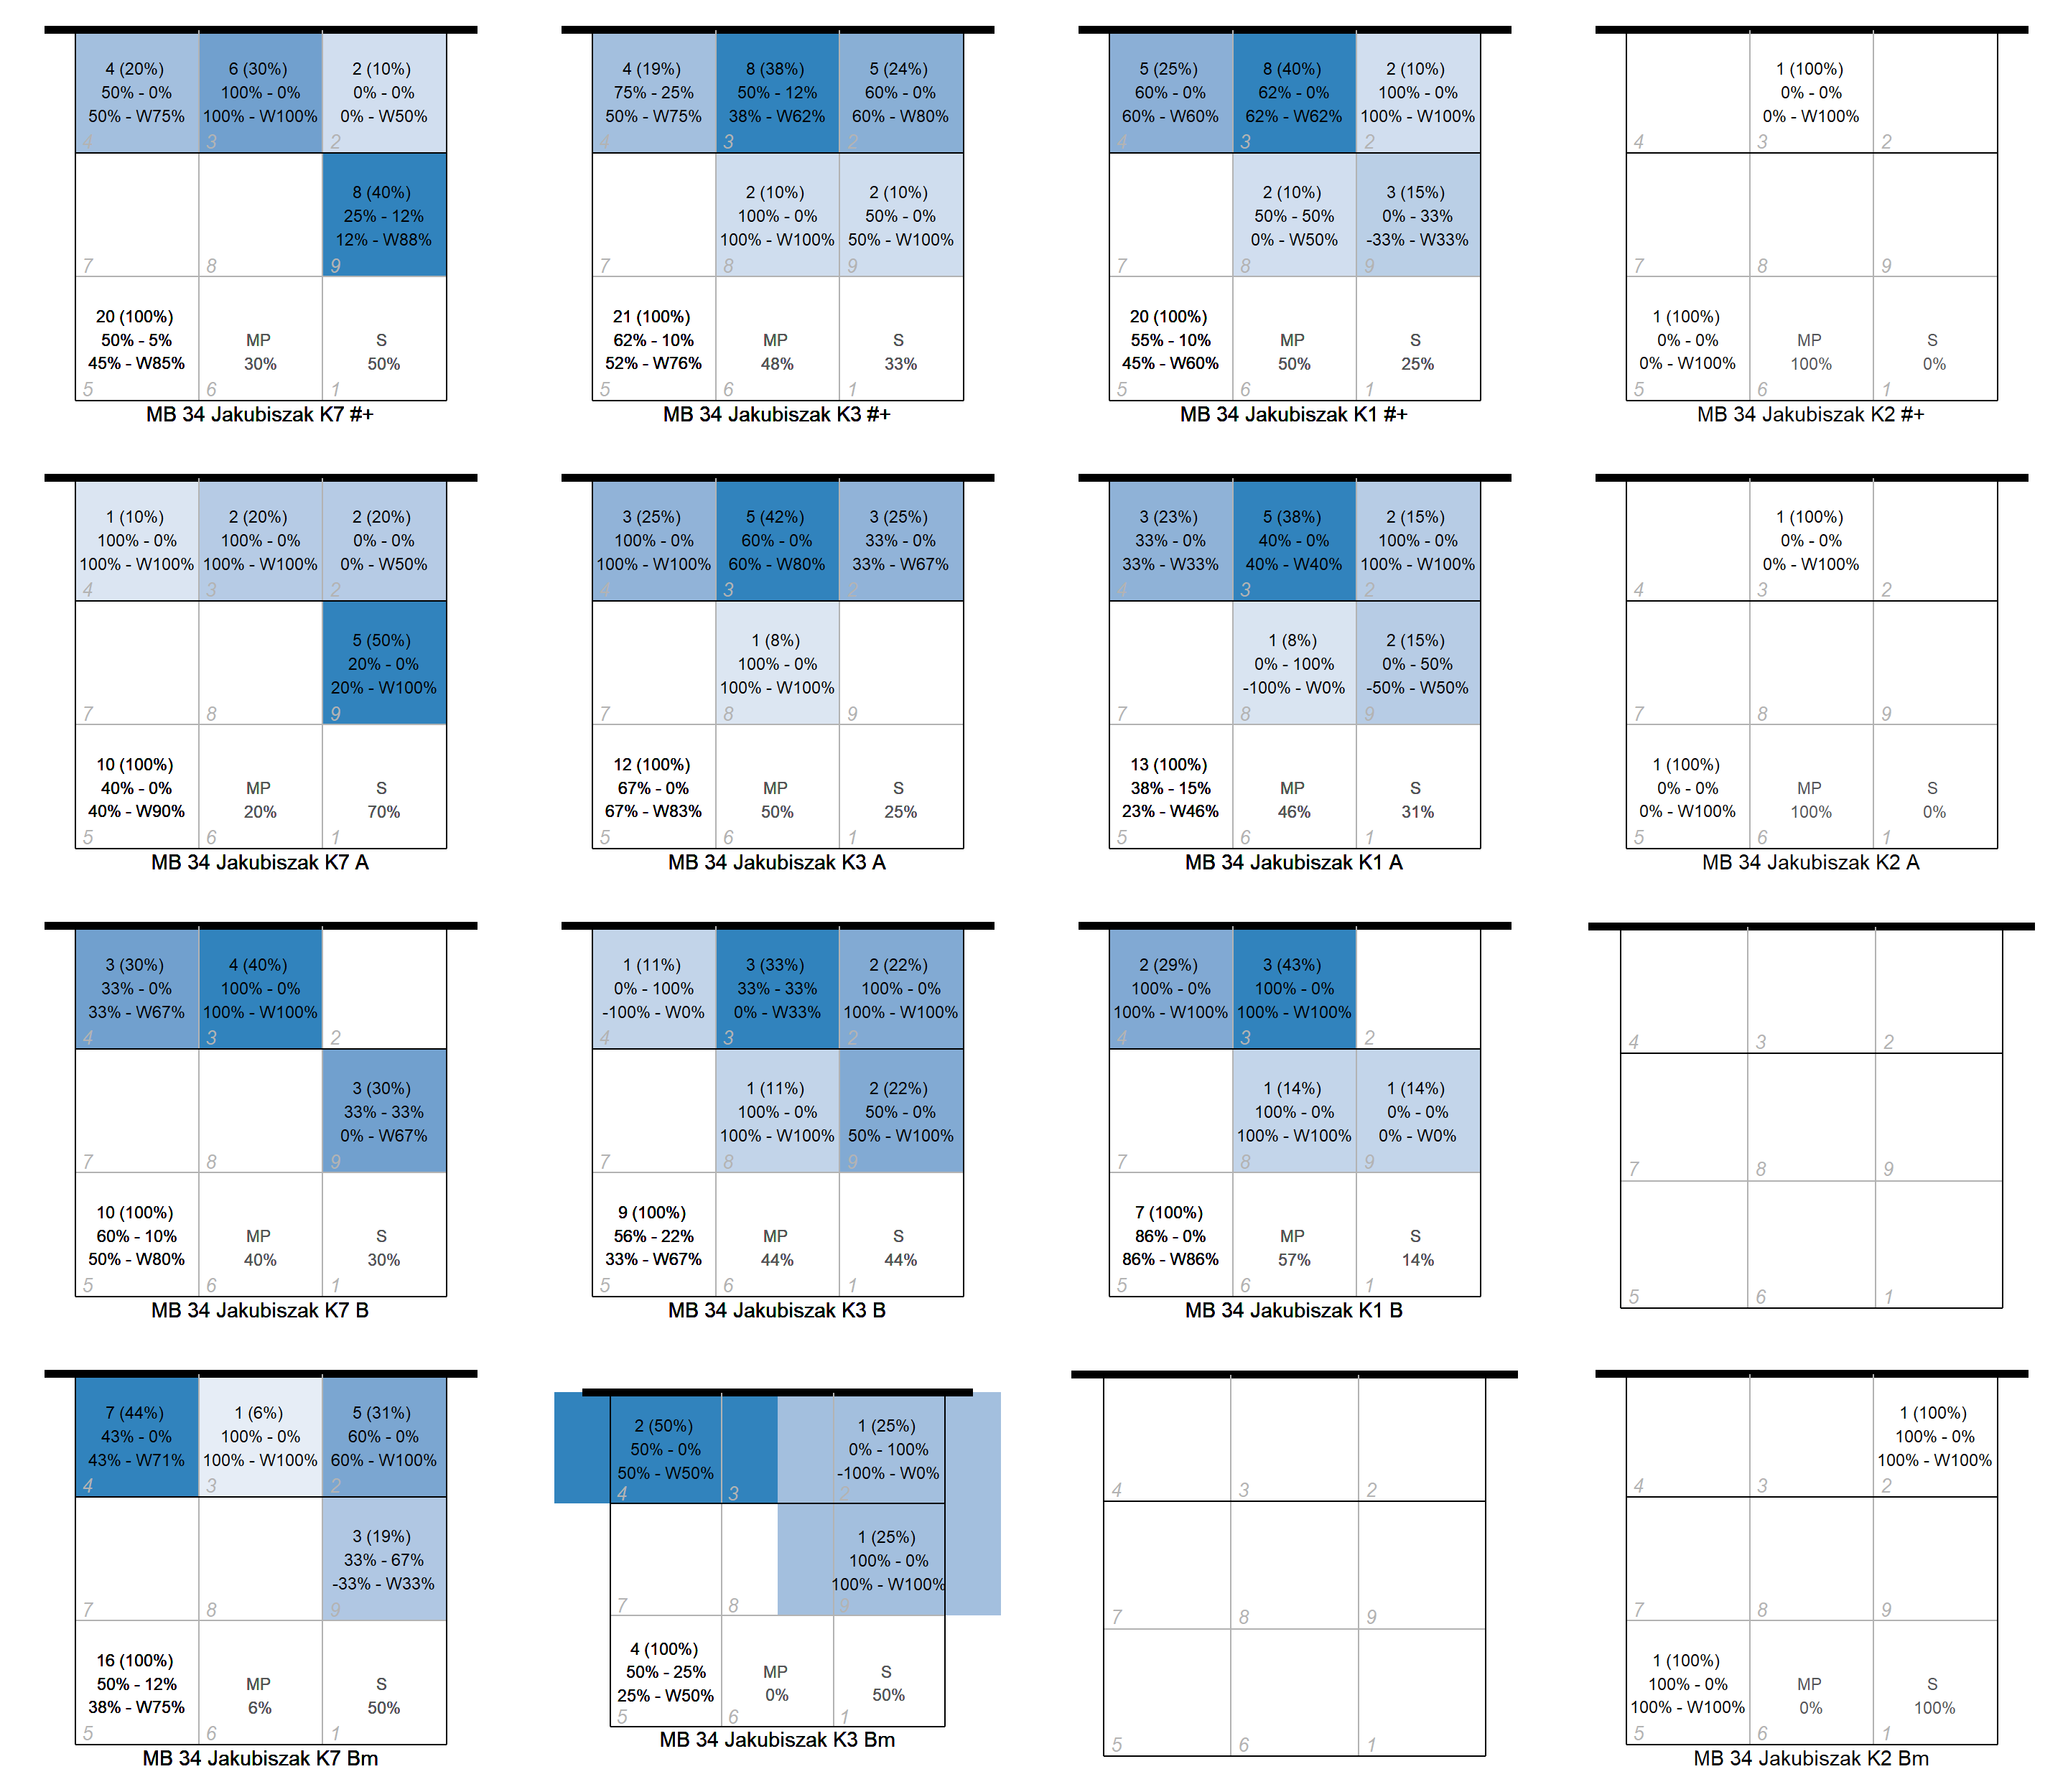 4 (20%)
50% - 0%
50% - W75%
4
6 (30%)
100% - 0%
100% - W100%
3
2 (10%)
0% - 0%
0% - W50%
2
7
8
8 (40%)
25% - 12%
12% - W88%
9
20 (100%)
50% - 5%
45% - W85%
5
MP
30%
6
S
50%
1
MB 34 Jakubiszak K7 #+
4 (19%)
75% - 25%
50% - W75%
4
8 (38%)
50% - 12%
38% - W62%
3
5 (24%)
60% - 0%
60% - W80%
2
7
2 (10%)
100% - 0%
100% - W100%
8
2 (10%)
50% - 0%
50% - W100%
9
21 (100%)
62% - 10%
52% - W76%
5
MP
48%
6
S
33%
1
MB 34 Jakubiszak K3 #+
5 (25%)
60% - 0%
60% - W60%
4
8 (40%)
62% - 0%
62% - W62%
3
2 (10%)
100% - 0%
100% - W100%
2
7
2 (10%)
50% - 50%
0% - W50%
8
3 (15%)
0% - 33%
-33% - W33%
9
20 (100%)
55% - 10%
45% - W60%
5
MP
50%
6
S
25%
1
MB 34 Jakubiszak K1 #+
4
1 (100%)
0% - 0%
0% - W100%
3
2
7
8
9
1 (100%)
0% - 0%
0% - W100%
5
MP
100%
6
S
0%
1
MB 34 Jakubiszak K2 #+
1 (10%)
100% - 0%
100% - W100%
4
2 (20%)
100% - 0%
100% - W100%
3
2 (20%)
0% - 0%
0% - W50%
2
7
8
5 (50%)
20% - 0%
20% - W100%
9
10 (100%)
40% - 0%
40% - W90%
5
MP
20%
6
S
70%
1
MB 34 Jakubiszak K7 A
3 (25%)
100% - 0%
100% - W100%
4
5 (42%)
60% - 0%
60% - W80%
3
3 (25%)
33% - 0%
33% - W67%
2
7
1 (8%)
100% - 0%
100% - W100%
8
9
12 (100%)
67% - 0%
67% - W83%
5
MP
50%
6
S
25%
1
MB 34 Jakubiszak K3 A
3 (23%)
33% - 0%
33% - W33%
4
5 (38%)
40% - 0%
40% - W40%
3
2 (15%)
100% - 0%
100% - W100%
2
7
1 (8%)
0% - 100%
-100% - W0%
8
2 (15%)
0% - 50%
-50% - W50%
9
13 (100%)
38% - 15%
23% - W46%
5
MP
46%
6
S
31%
1
MB 34 Jakubiszak K1 A
4
1 (100%)
0% - 0%
0% - W100%
3
2
7
8
9
1 (100%)
0% - 0%
0% - W100%
5
MP
100%
6
S
0%
1
MB 34 Jakubiszak K2 A
3 (30%)
33% - 0%
33% - W67%
4
4 (40%)
100% - 0%
100% - W100%
3
2
7
8
3 (30%)
33% - 33%
0% - W67%
9
10 (100%)
60% - 10%
50% - W80%
5
MP
40%
6
S
30%
1
MB 34 Jakubiszak K7 B
1 (11%)
0% - 100%
-100% - W0%
4
3 (33%)
33% - 33%
0% - W33%
3
2 (22%)
100% - 0%
100% - W100%
2
7
1 (11%)
100% - 0%
100% - W100%
8
2 (22%)
50% - 0%
50% - W100%
9
9 (100%)
56% - 22%
33% - W67%
5
MP
44%
6
S
44%
1
MB 34 Jakubiszak K3 B
2 (29%)
100% - 0%
100% - W100%
4
3 (43%)
100% - 0%
100% - W100%
3
2
7
1 (14%)
100% - 0%
100% - W100%
8
1 (14%)
0% - 0%
0% - W0%
9
7 (100%)
86% - 0%
86% - W86%
5
MP
57%
6
S
14%
1
MB 34 Jakubiszak K1 B
4
3
2
7
8
9
5
6
1
7 (44%)
43% - 0%
43% - W71%
4
1 (6%)
100% - 0%
100% - W100%
3
5 (31%)
60% - 0%
60% - W100%
2
7
8
3 (19%)
33% - 67%
-33% - W33%
9
16 (100%)
50% - 12%
38% - W75%
5
MP
6%
6
S
50%
1
MB 34 Jakubiszak K7 Bm
2 (50%)
50% - 0%
50% - W50%
4
3
1 (25%)
0% - 100%
-100% - W0%
2
7
8
1 (25%)
100% - 0%
100% - W100%
9
4 (100%)
50% - 25%
25% - W50%
5
MP
0%
6
S
50%
1
MB 34 Jakubiszak K3 Bm
4
3
2
7
8
9
5
6
1
4
3
1 (100%)
100% - 0%
100% - W100%
2
7
8
9
1 (100%)
100% - 0%
100% - W100%
5
MP
0%
6
S
100%
1
MB 34 Jakubiszak K2 Bm